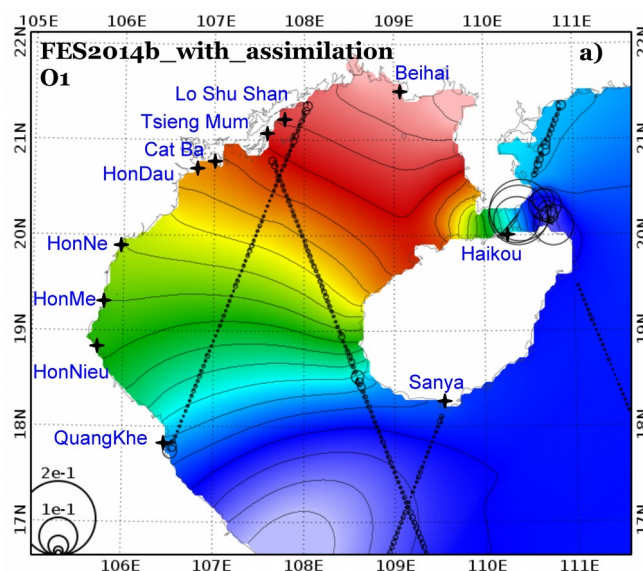 105E 106E 107E 108E 109E 110E 111E
22N
FES2014b_with_assimilation a)
O1
Beihai
Lo Shu Shan
Tsieng Mum
Cat Ba
HonDau
21N 21N
20N 20N
HonNe
Haikou
HonMe
19N 19N
HonNieu
Sanya
18N 18N
QuangKhe
2e-1
1e-1
17N 17N
106E 107E 108E 109E 110E 111E
22N